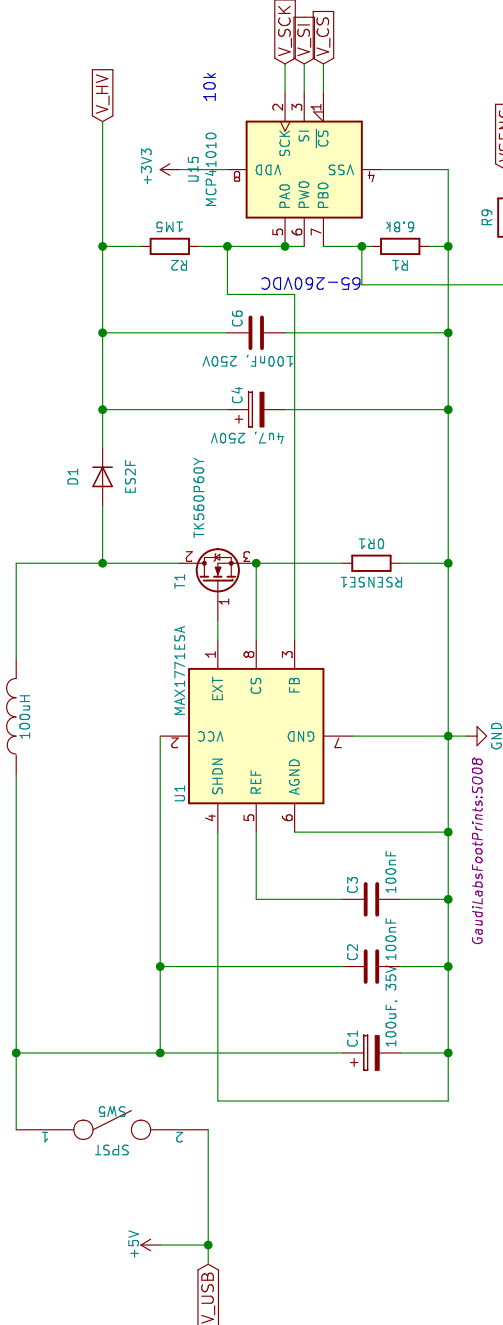 V_SCK
V_SI
V_CS
V_HV
10k
2
3
1
SCK
SI
CS
+3V3
U15
MCP41010
8
VDD
VSS
4
PA0
PW0
PB0
5
6
7
1M5
R2
6.8k
R1
R9
65-260VDC
C6
100nF, 250V
C4
+
4u7, 250V
D1
ES2F
TK560P60Y
T1
2
3
1
0R1
RSENSE1
100uH
MAX1771ESA
U1
1
8
3
EXT
CS
FB
2
VCC
GND
7
SHDN
REF
AGND
4
5
6
GND
GaudiLabsFootPrints:5008
C3
100nF
C2
100nF
C1
+
100uF, 35V
1
SW5
2
SPST
+5V
V_USB